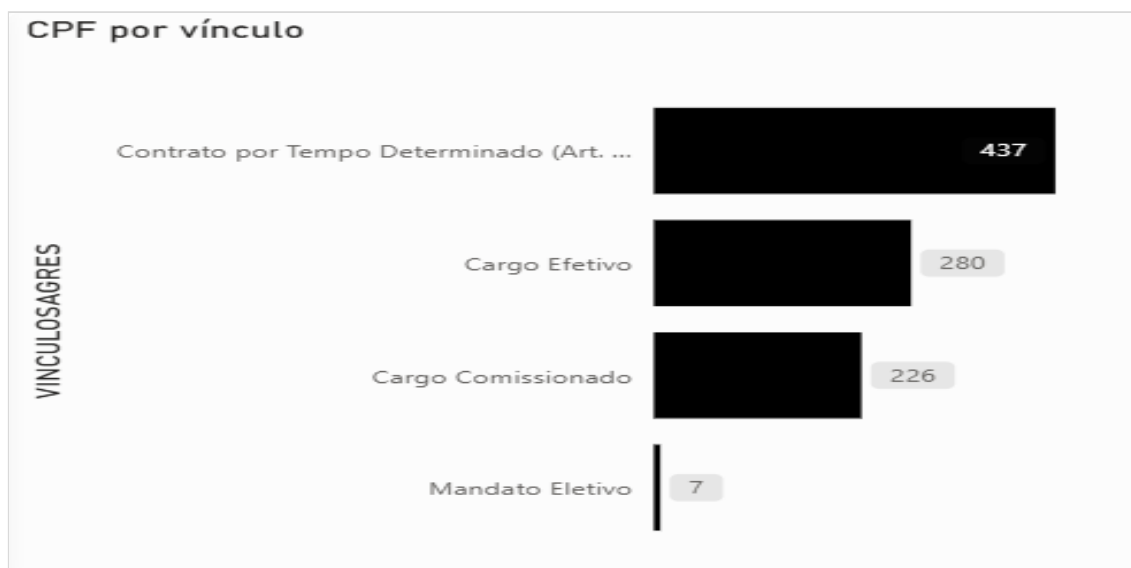 CPF por vínculo
Contrato por Tempo Determinado (Art. ...
437
Cargo Efetivo
280
VINCULOSAGRES
Cargo Comissionado
226
Mandato Eletivo
7